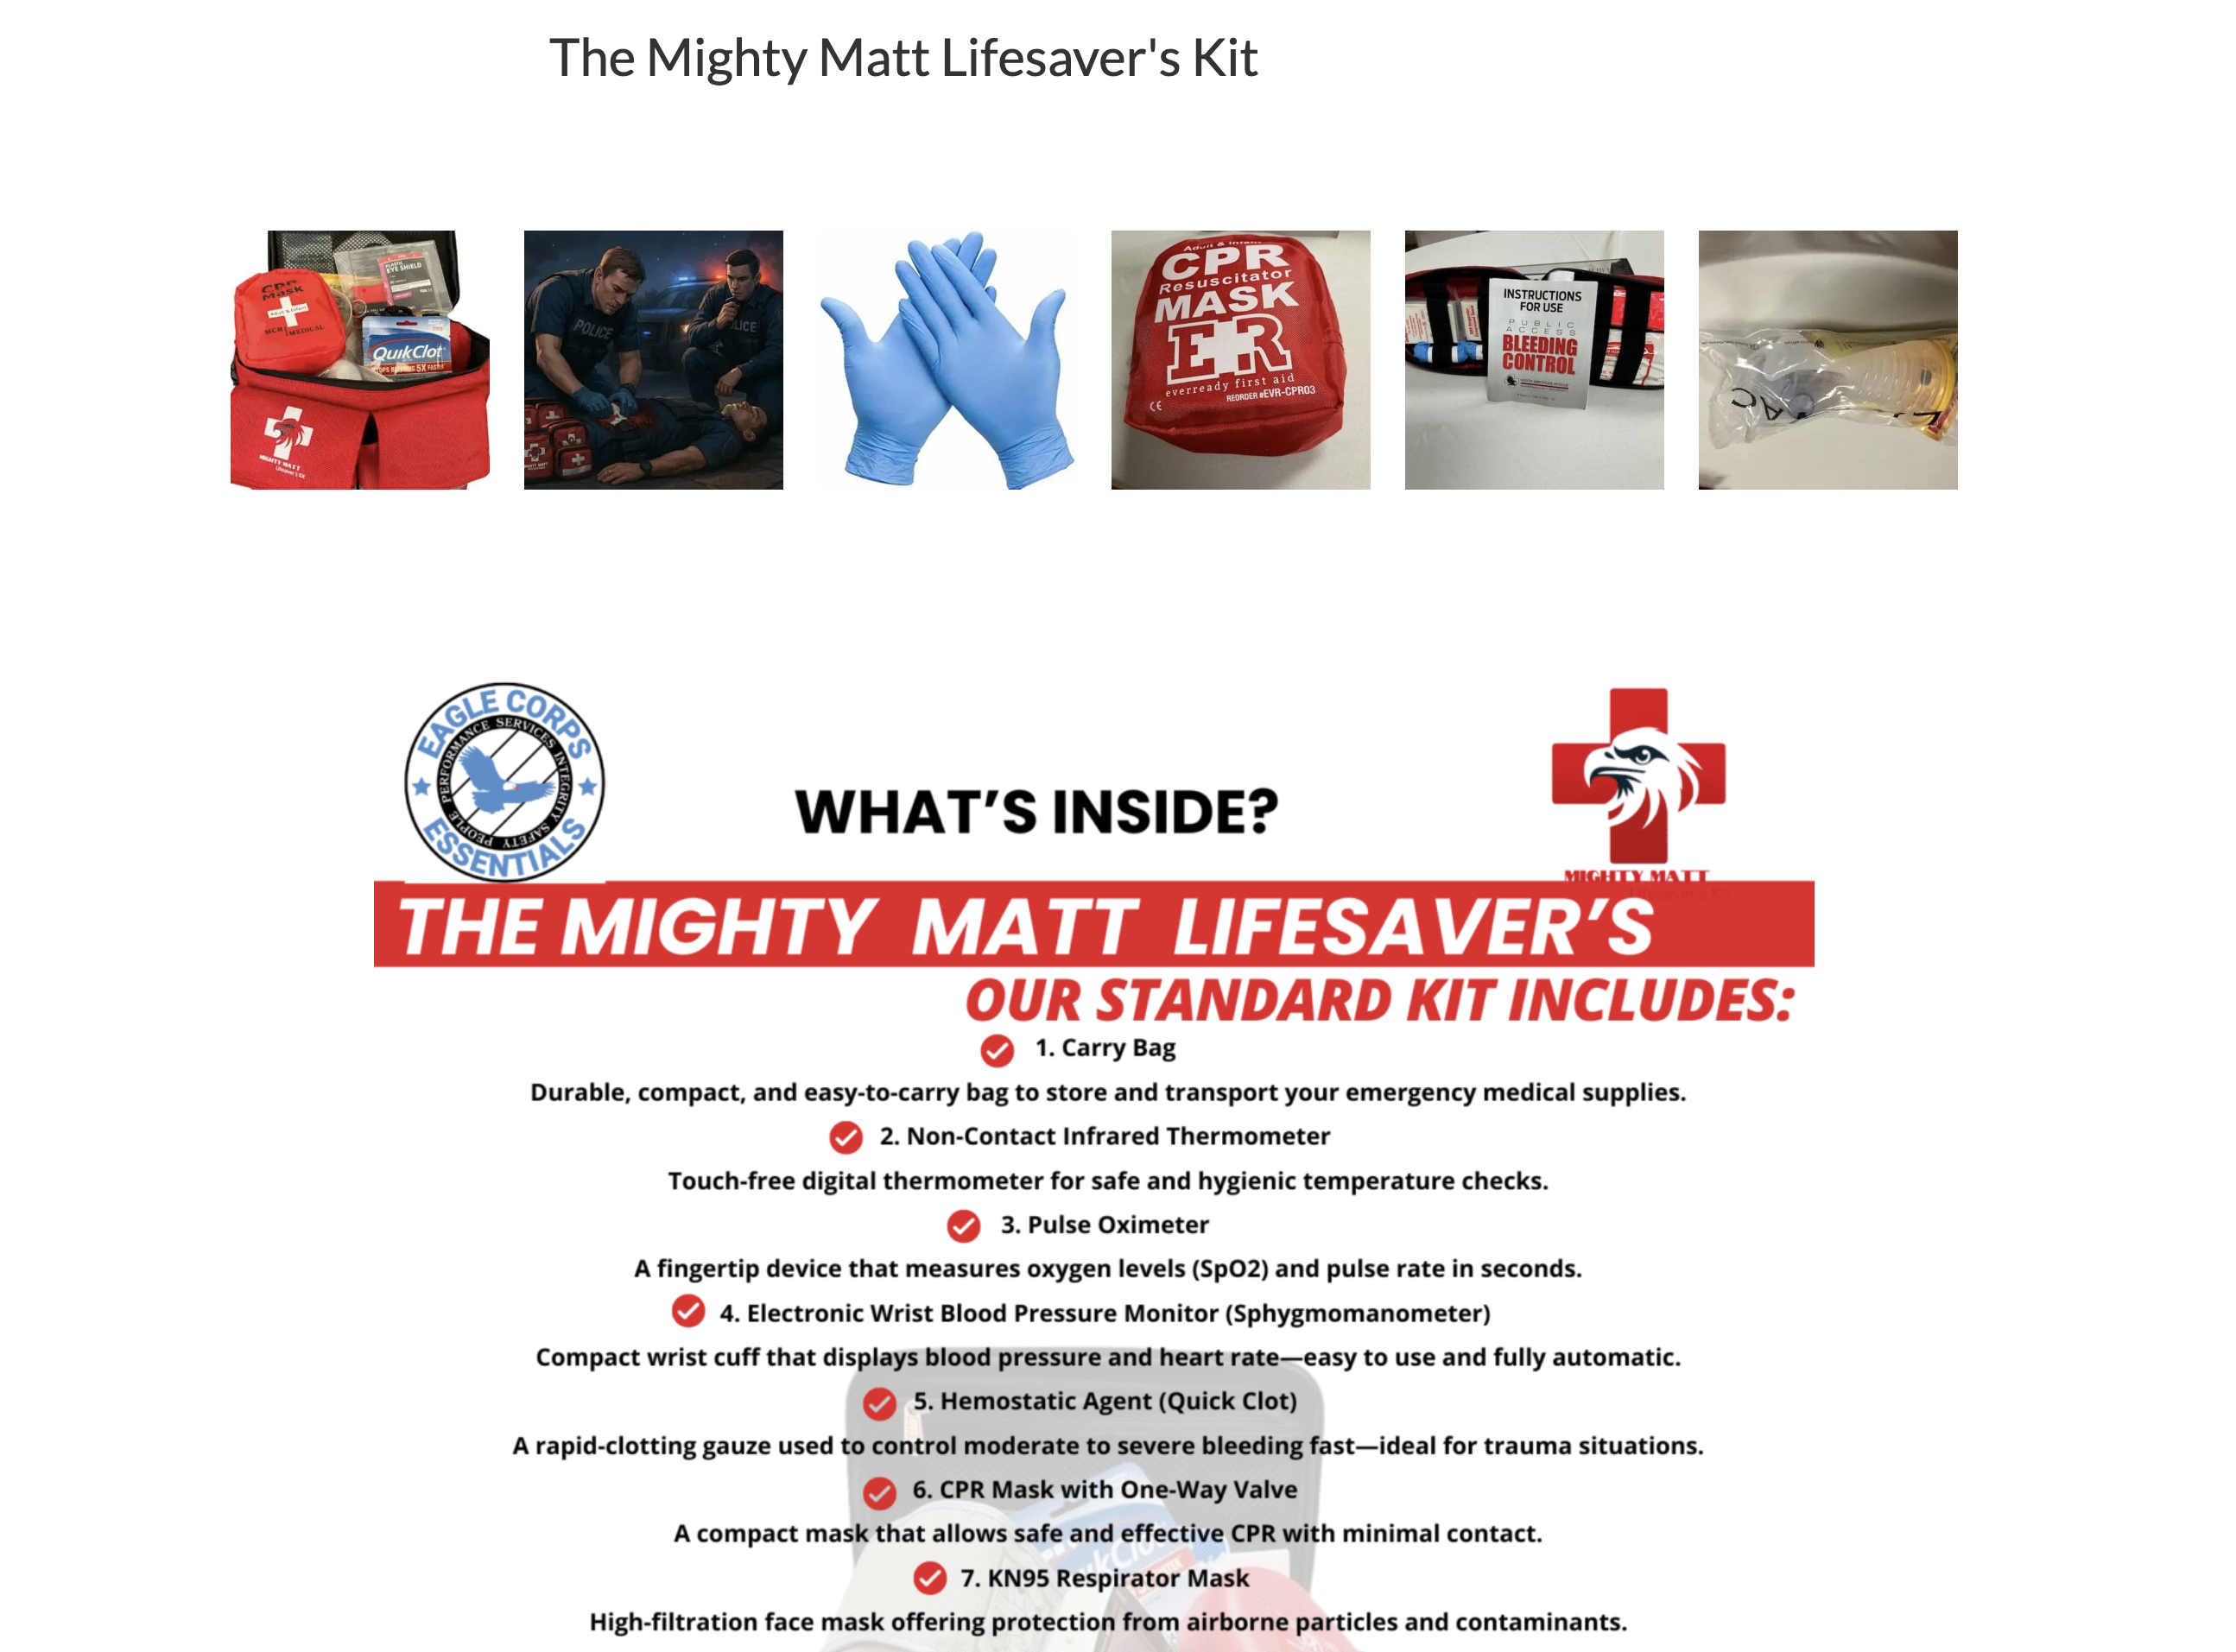 The Mighty Matt Lifesaver's Kit
CPR
Mask
Adult & Infant
MCR MEDICAL
EYE SHIELD
QuikClot
STOPS BLEEDING 5X FASTER
MIGHTY MATT
Lifesaver's Kit
POLICE
POLICE
Adult & Infant
CPR
Resuscitator
MASK
ER
everready first aid
REORDER #EVR-CPR03
CE
INSTRUCTIONS
FOR USE
PUBLIC
ACCESS
BLEEDING
CONTROL
EAGLE CORPS
ESSENTIALS
PERFORMANCE SERVICES INTEGRITY SAFETY PEOPLE
WHAT’S INSIDE?
MIGHTY MATT
Lifesaver's Kit
THE MIGHTY MATT LIFESAVER’S
OUR STANDARD KIT INCLUDES:
1. Carry Bag
Durable, compact, and easy-to-carry bag to store and transport your emergency medical supplies.
2. Non-Contact Infrared Thermometer
Touch-free digital thermometer for safe and hygienic temperature checks.
3. Pulse Oximeter
A fingertip device that measures oxygen levels (SpO2) and pulse rate in seconds.
4. Electronic Wrist Blood Pressure Monitor (Sphygmomanometer)
Compact wrist cuff that displays blood pressure and heart rate—easy to use and fully automatic.
5. Hemostatic Agent (Quick Clot)
A rapid-clotting gauze used to control moderate to severe bleeding fast—ideal for trauma situations.
6. CPR Mask with One-Way Valve
A compact mask that allows safe and effective CPR with minimal contact.
7. KN95 Respirator Mask
High-filtration face mask offering protection from airborne particles and contaminants.